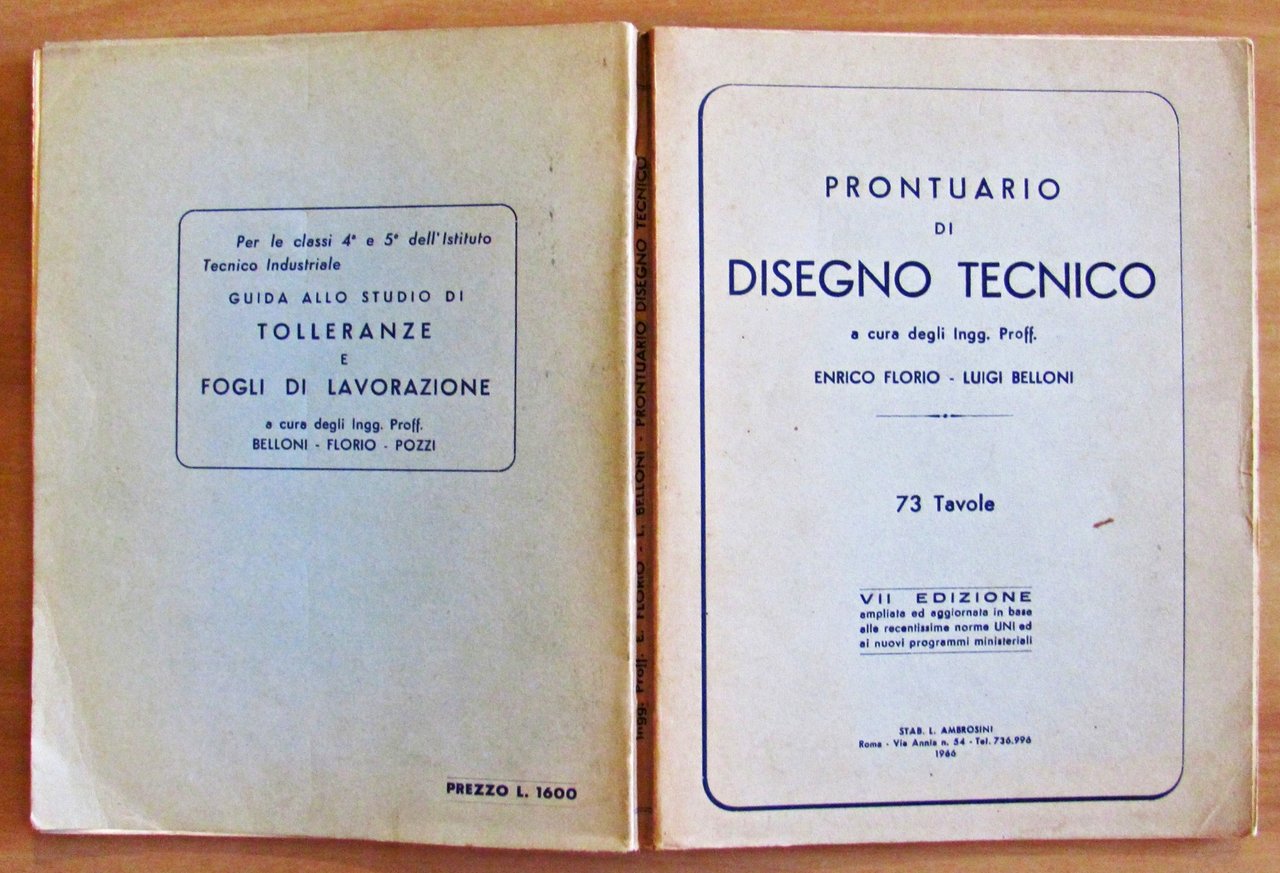 Per le classi 4ª e 5ª dell'Istituto
Tecnico Industriale
GUIDA ALLO STUDIO DI
TOLLERANZE
E
FOGLI DI LAVORAZIONE
a cura degli Ingg. Proff.
BELLONI - FLORIO - POZZI
PREZZO L. 1600
Ingg. Proff. E. FLORIO - L. BELLONI - PRONTUARIO DISEGNO TECNICO
PRONTUARIO
DI
DISEGNO TECNICO
a cura degli Ingg. Proff.
ENRICO FLORIO - LUIGI BELLONI
73 Tavole
VII EDIZIONE
ampliata ed aggiornata in base
alle recentissime norme UNI ed
ai nuovi programmi ministeriali
STAB. L. AMBROSINI
Roma - Via Annia n. 54 - Tel. 736.996
1966